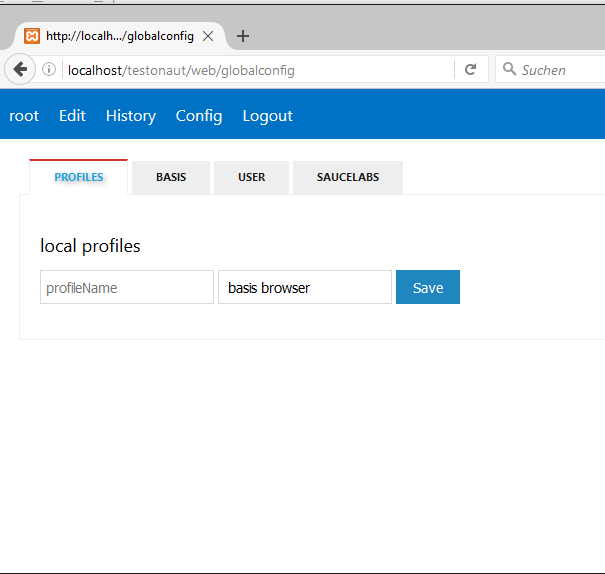 http://localh.../globalconfig
localhost/testonaut/web/globalconfig
Suchen
root Edit History Config Logout
PROFILES BASIS USER SAUCELABS
local profiles
profileName basis browser Save